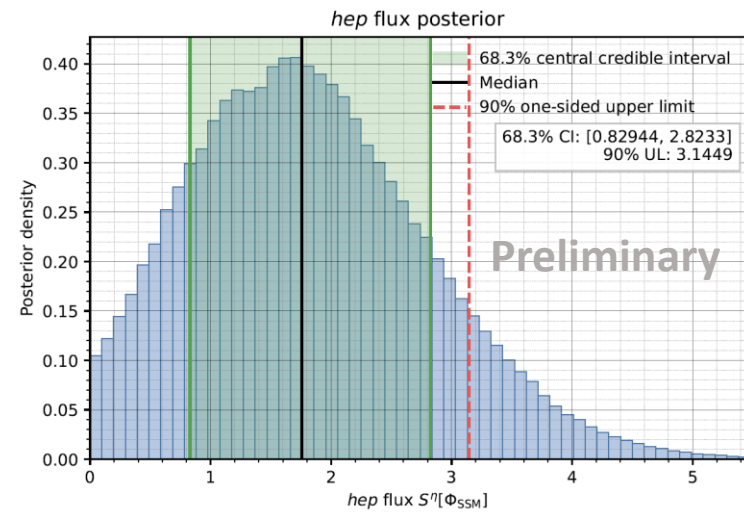 hep flux posterior
68.3% central credible interval
Median
90% one-sided upper limit
68.3% CI: [0.82944, 2.8233]
90% UL: 3.1449
Preliminary
Posterior density
0.40
0.35
0.30
0.25
0.20
0.15
0.10
0.05
0.00
0 1 2 3 4 5
hep flux S^η[Φ_SSM]